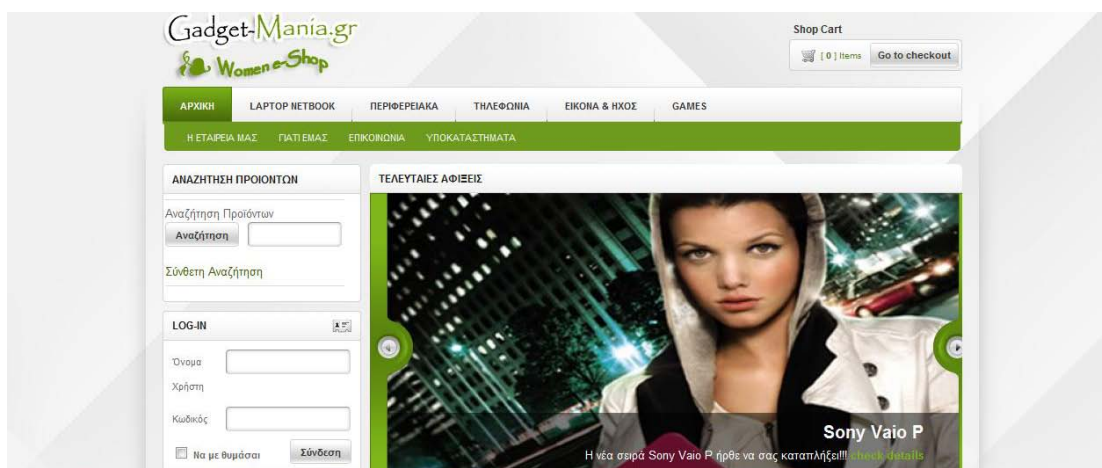 Gadget-Mania.gr
Women e-Shop
Shop Cart
[ 0 ] Items Go to checkout
ΑΡΧΙΚΗ LAPTOP NETBOOK ΠΕΡΙΦΕΡΕΙΑΚΑ ΤΗΛΕΦΩΝΙΑ ΕΙΚΟΝΑ & ΗΧΟΣ GAMES
Η ΕΤΑΙΡΕΙΑ ΜΑΣ ΓΙΑΤΙ ΕΜΑΣ ΕΠΙΚΟΙΝΩΝΙΑ ΥΠΟΚΑΤΑΣΤΗΜΑΤΑ
ΑΝΑΖΗΤΗΣΗ ΠΡΟΙΟΝΤΩΝ
Αναζήτηση Προϊόντων
Αναζήτηση
Σύνθετη Αναζήτηση
LOG-IN
Όνομα
Χρήστη
Κωδικός
Να με θυμάσαι Σύνδεση
ΤΕΛΕΥΤΑΙΕΣ ΑΦΙΞΕΙΣ
Sony Vaio P
Η νέα σειρά Sony Vaio P ήρθε να σας καταπλήξει!!! check details